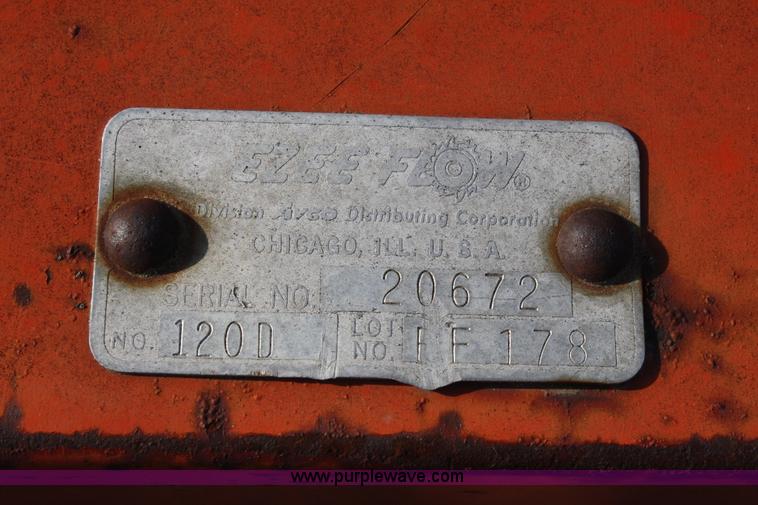 EZEE FLOW®
Division Avco Distributing Corporation
CHICAGO, ILL. U. S. A.
SERIAL NO. 20672
NO. 120D LOT NO. FF 178
www.purplewave.com